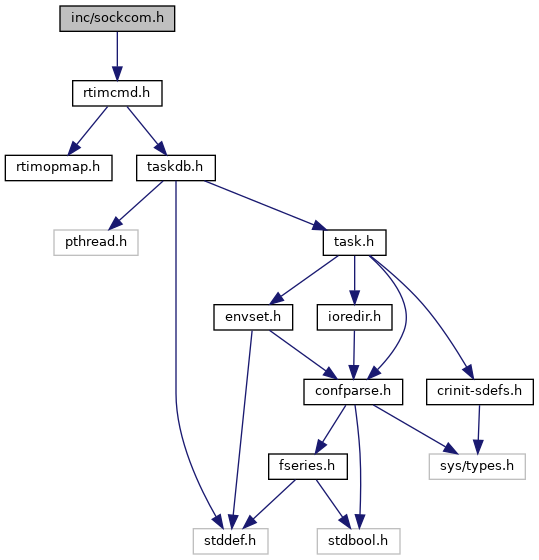 inc/sockcom.h
rtimcmd.h
rtimopmap.h
taskdb.h
pthread.h
task.h
envset.h
ioredir.h
confparse.h
crinit-sdefs.h
fseries.h
sys/types.h
stddef.h
stdbool.h